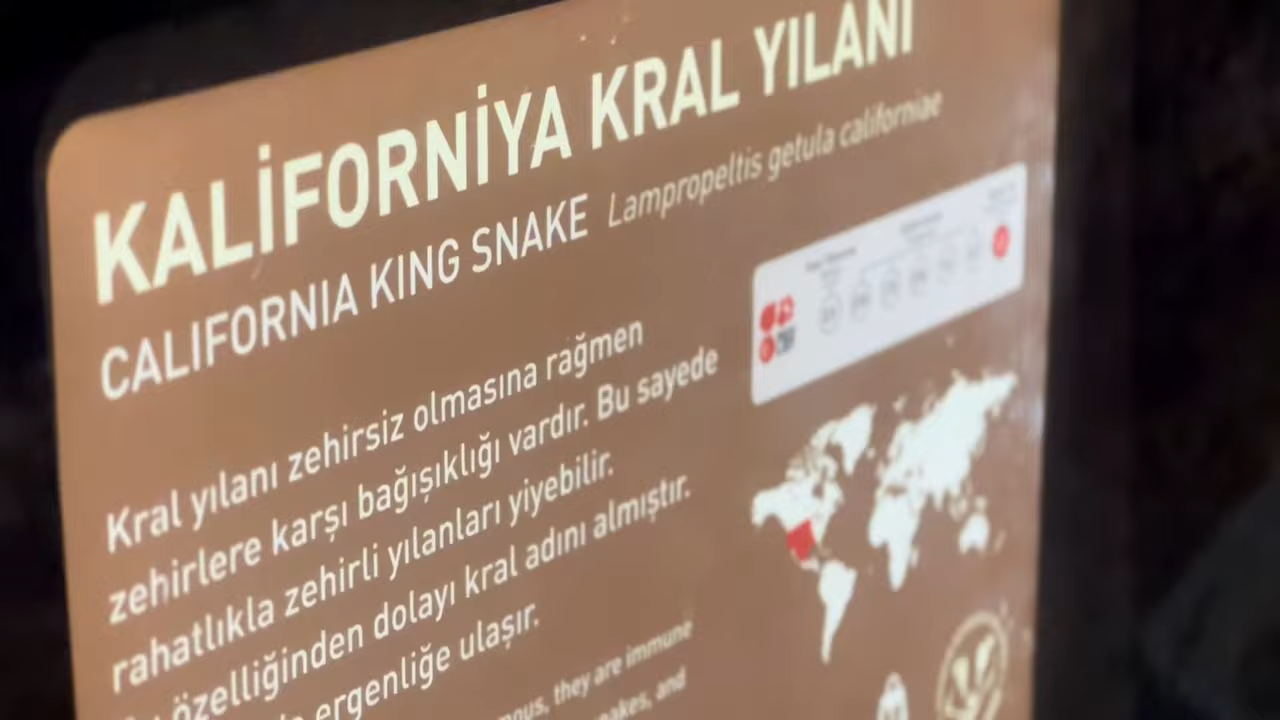 KALİFORNİYA KRAL YILANI
CALIFORNIA KING SNAKE Lampropeltis getula californiae
Kral yılanı zehirsiz olmasına rağmen
zehirlere karşı bağışıklığı vardır. Bu sayede
rahatlıkla zehirli yılanları yiyebilir.
özelliğinden dolayı kral adını almıştır.
ergenliğe ulaşır.
they are immune
and